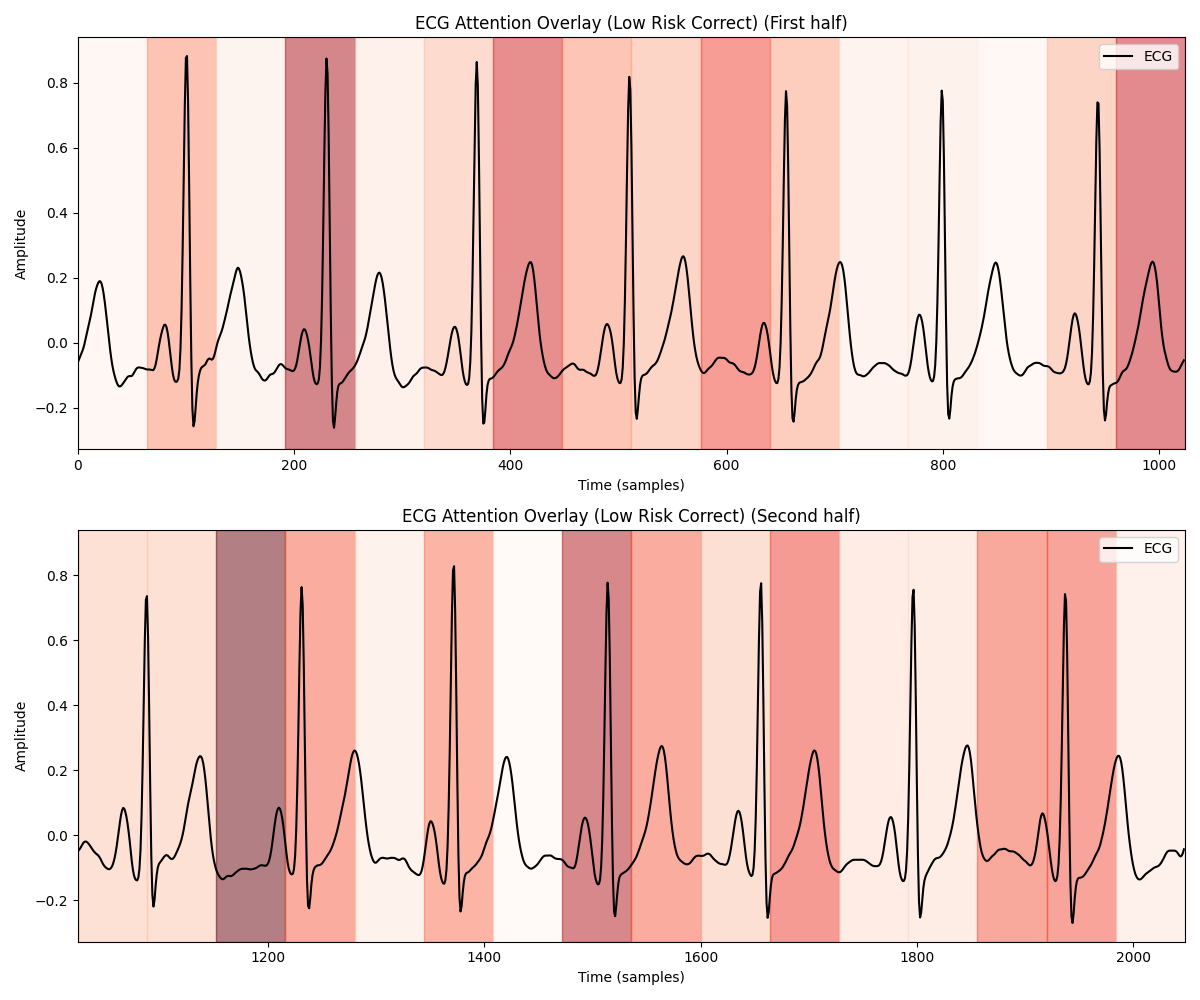 ECG Attention Overlay (Low Risk Correct) (First half)
ECG
Amplitude
0.8
0.6
0.4
0.2
0.0
−0.2
0 200 400 600 800 1000
Time (samples)
ECG Attention Overlay (Low Risk Correct) (Second half)
ECG
Amplitude
0.8
0.6
0.4
0.2
0.0
−0.2
1200 1400 1600 1800 2000
Time (samples)